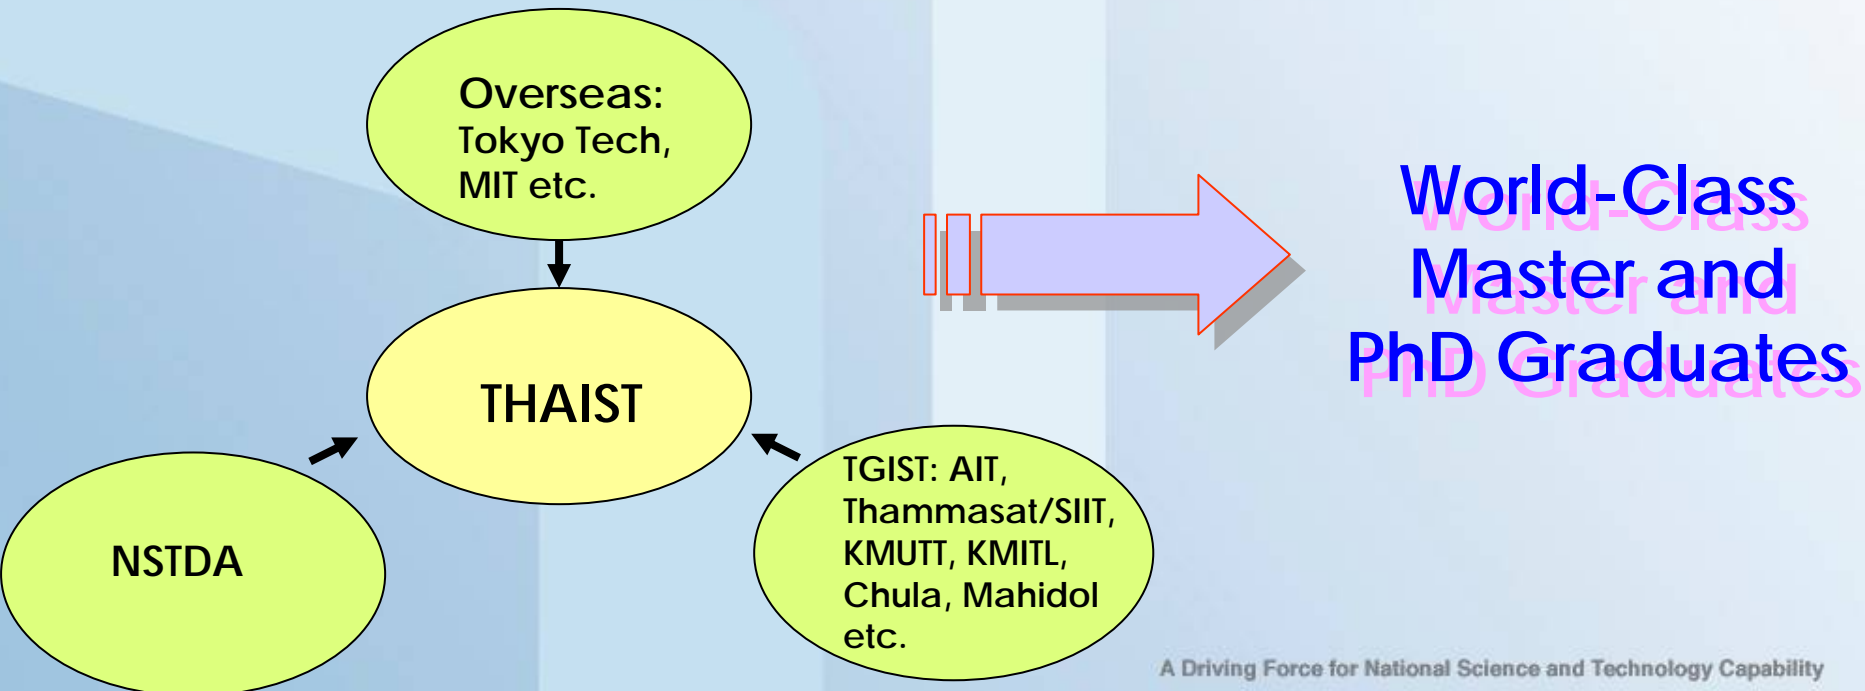 Overseas:
Tokyo Tech,
MIT etc.
THAIST
NSTDA
TGIST: AIT,
Thammasat/SIIT,
KMUTT, KMITL,
Chula, Mahidol
etc.
World-Class
Master and
PhD Graduates
A Driving Force for National Science and Technology Capability